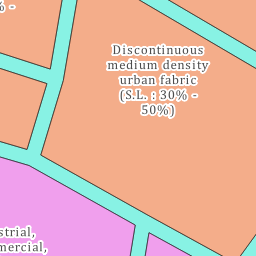 % -
Discontinuous
medium density
urban fabric
(S.L. : 30% -
50%)
strial,
mercial,